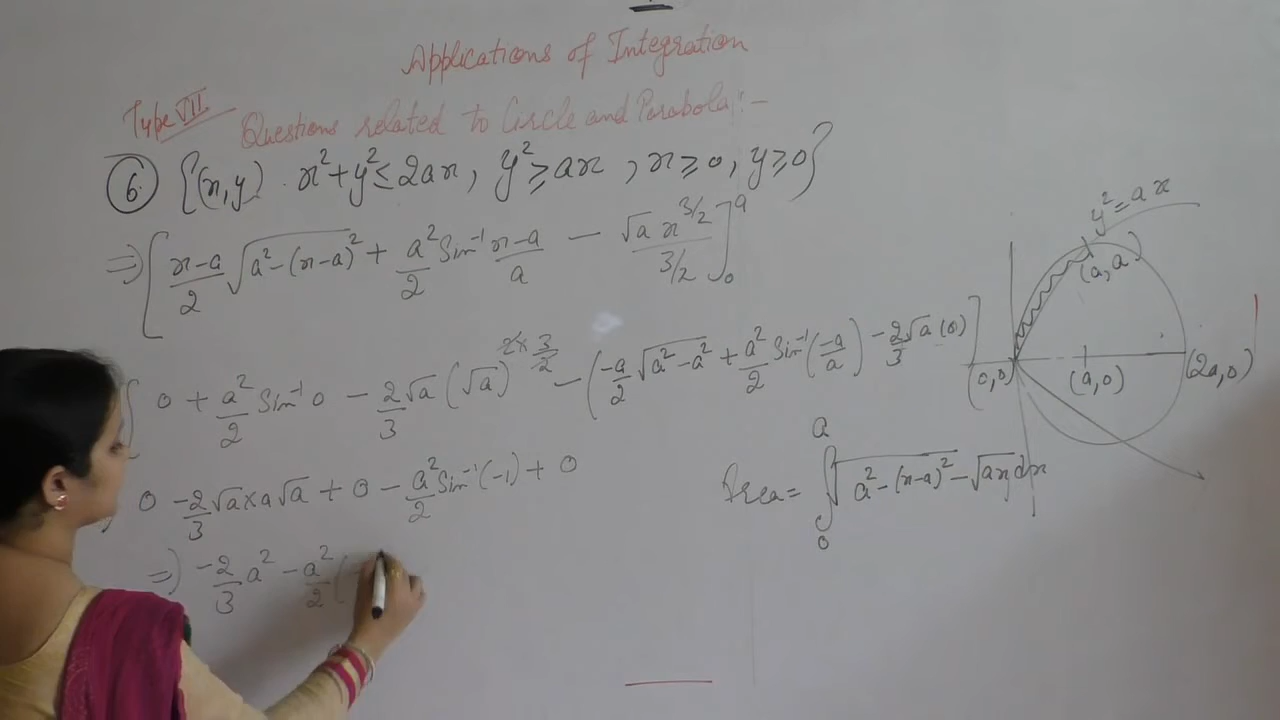 Applications of Integration
Type VII
Questions related to Circle and Parabola :-
6. {(x,y) . x²+y² ≤ 2ax, y² ≥ ax, x ≥ 0, y ≥ 0}
⇒ [ (x-a)/2 √(a²-(x-a)²) + a²/2 Sin⁻¹ (x-a)/a - √a x^(3/2) / (3/2) ]₀ᵃ
[ 0 + a²/2 Sin⁻¹ 0 - 2/3 √a (√a)^(2×3/2) - ( -a/2 √(a²-a²) + a²/2 Sin⁻¹(-a/a) - 2/3 √a (0) ]
0 - 2/3 √a × a√a + 0 - a²/2 Sin⁻¹(-1) + 0
⇒ -2/3 a² - a²/2 (-
y² = ax
(a,a)
(0,0)
(a,0)
(2a,0)
Area = ∫₀ᵃ √(a²-(x-a)²) - √(ax) dx